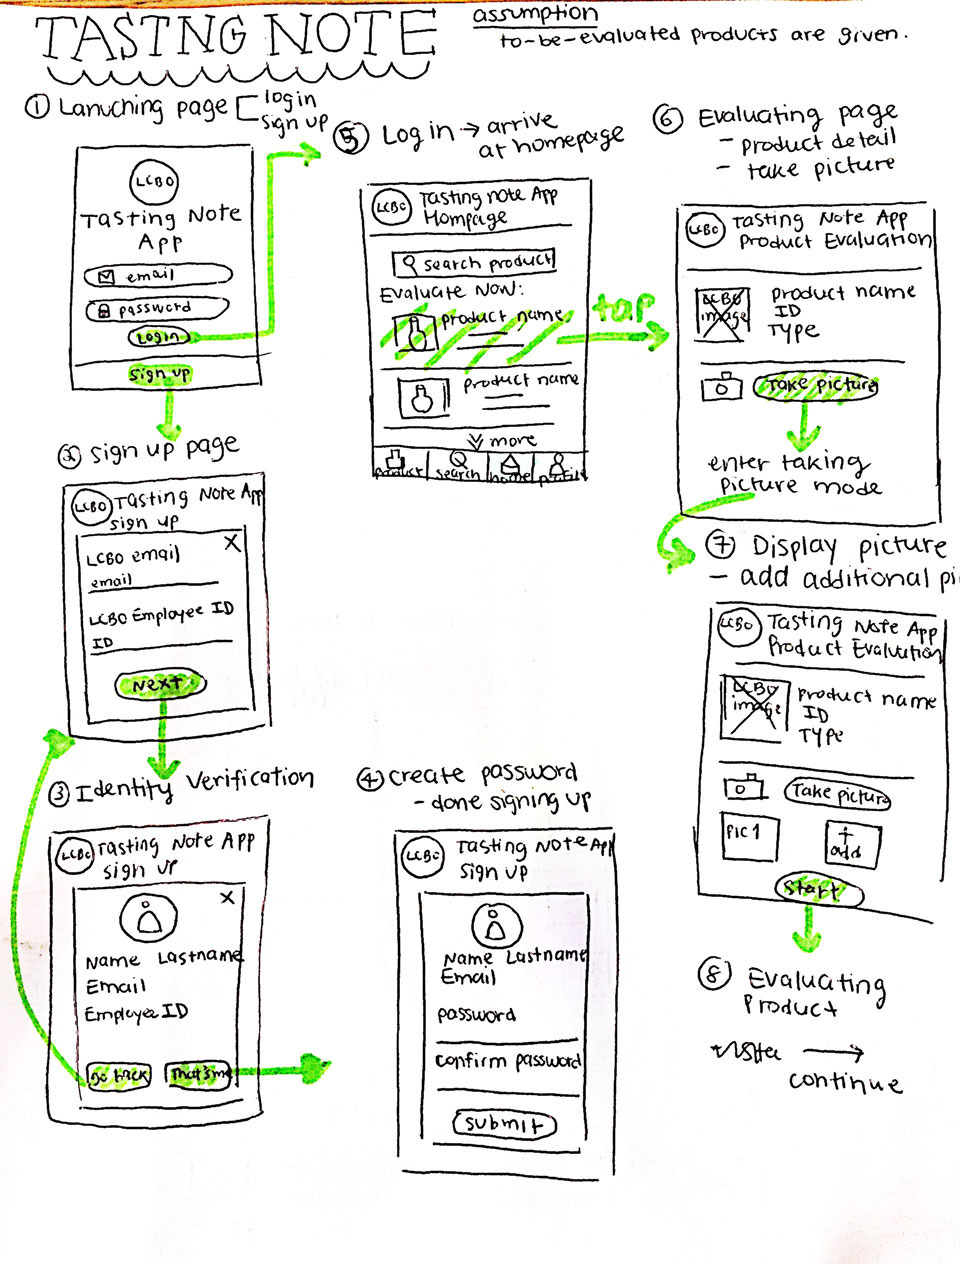 TASTNG NOTE
assumption
to-be-evaluated products are given.
① Lanuching page
login
sign up
LCBO
Tasting Note
App
email
password
Login
sign up
② sign up page
LCBO
Tasting Note App
sign up
X
LCBO email
email
LCBO Employee ID
ID
Next
③ Identity Verification
LCBO
Tasting Note App
sign up
X
Name Lastname
Email
Employee ID
Go back
That's me
④ create password
- done signing up
LCBO
Tasting Note App
sign up
Name Lastname
Email
password
confirm password
submit
⑤ Log in → arrive
at homepage
LCBO
Tasting note App
Hompage
search product
Evaluate Now:
product name
product name
more
product search home profile
tap
⑥ Evaluating page
- product detail
- take picture
LCBO
Tasting Note App
Product Evaluation
LCBO
image
product name
ID
Type
Take picture
enter taking
picture mode
⑦ Display picture
- add additional pi
LCBO
Tasting Note App
Product Evaluation
LCBO
image
product name
ID
Type
Take picture
Pic 1
+
add
Start
⑧ Evaluating
Product
→
continue